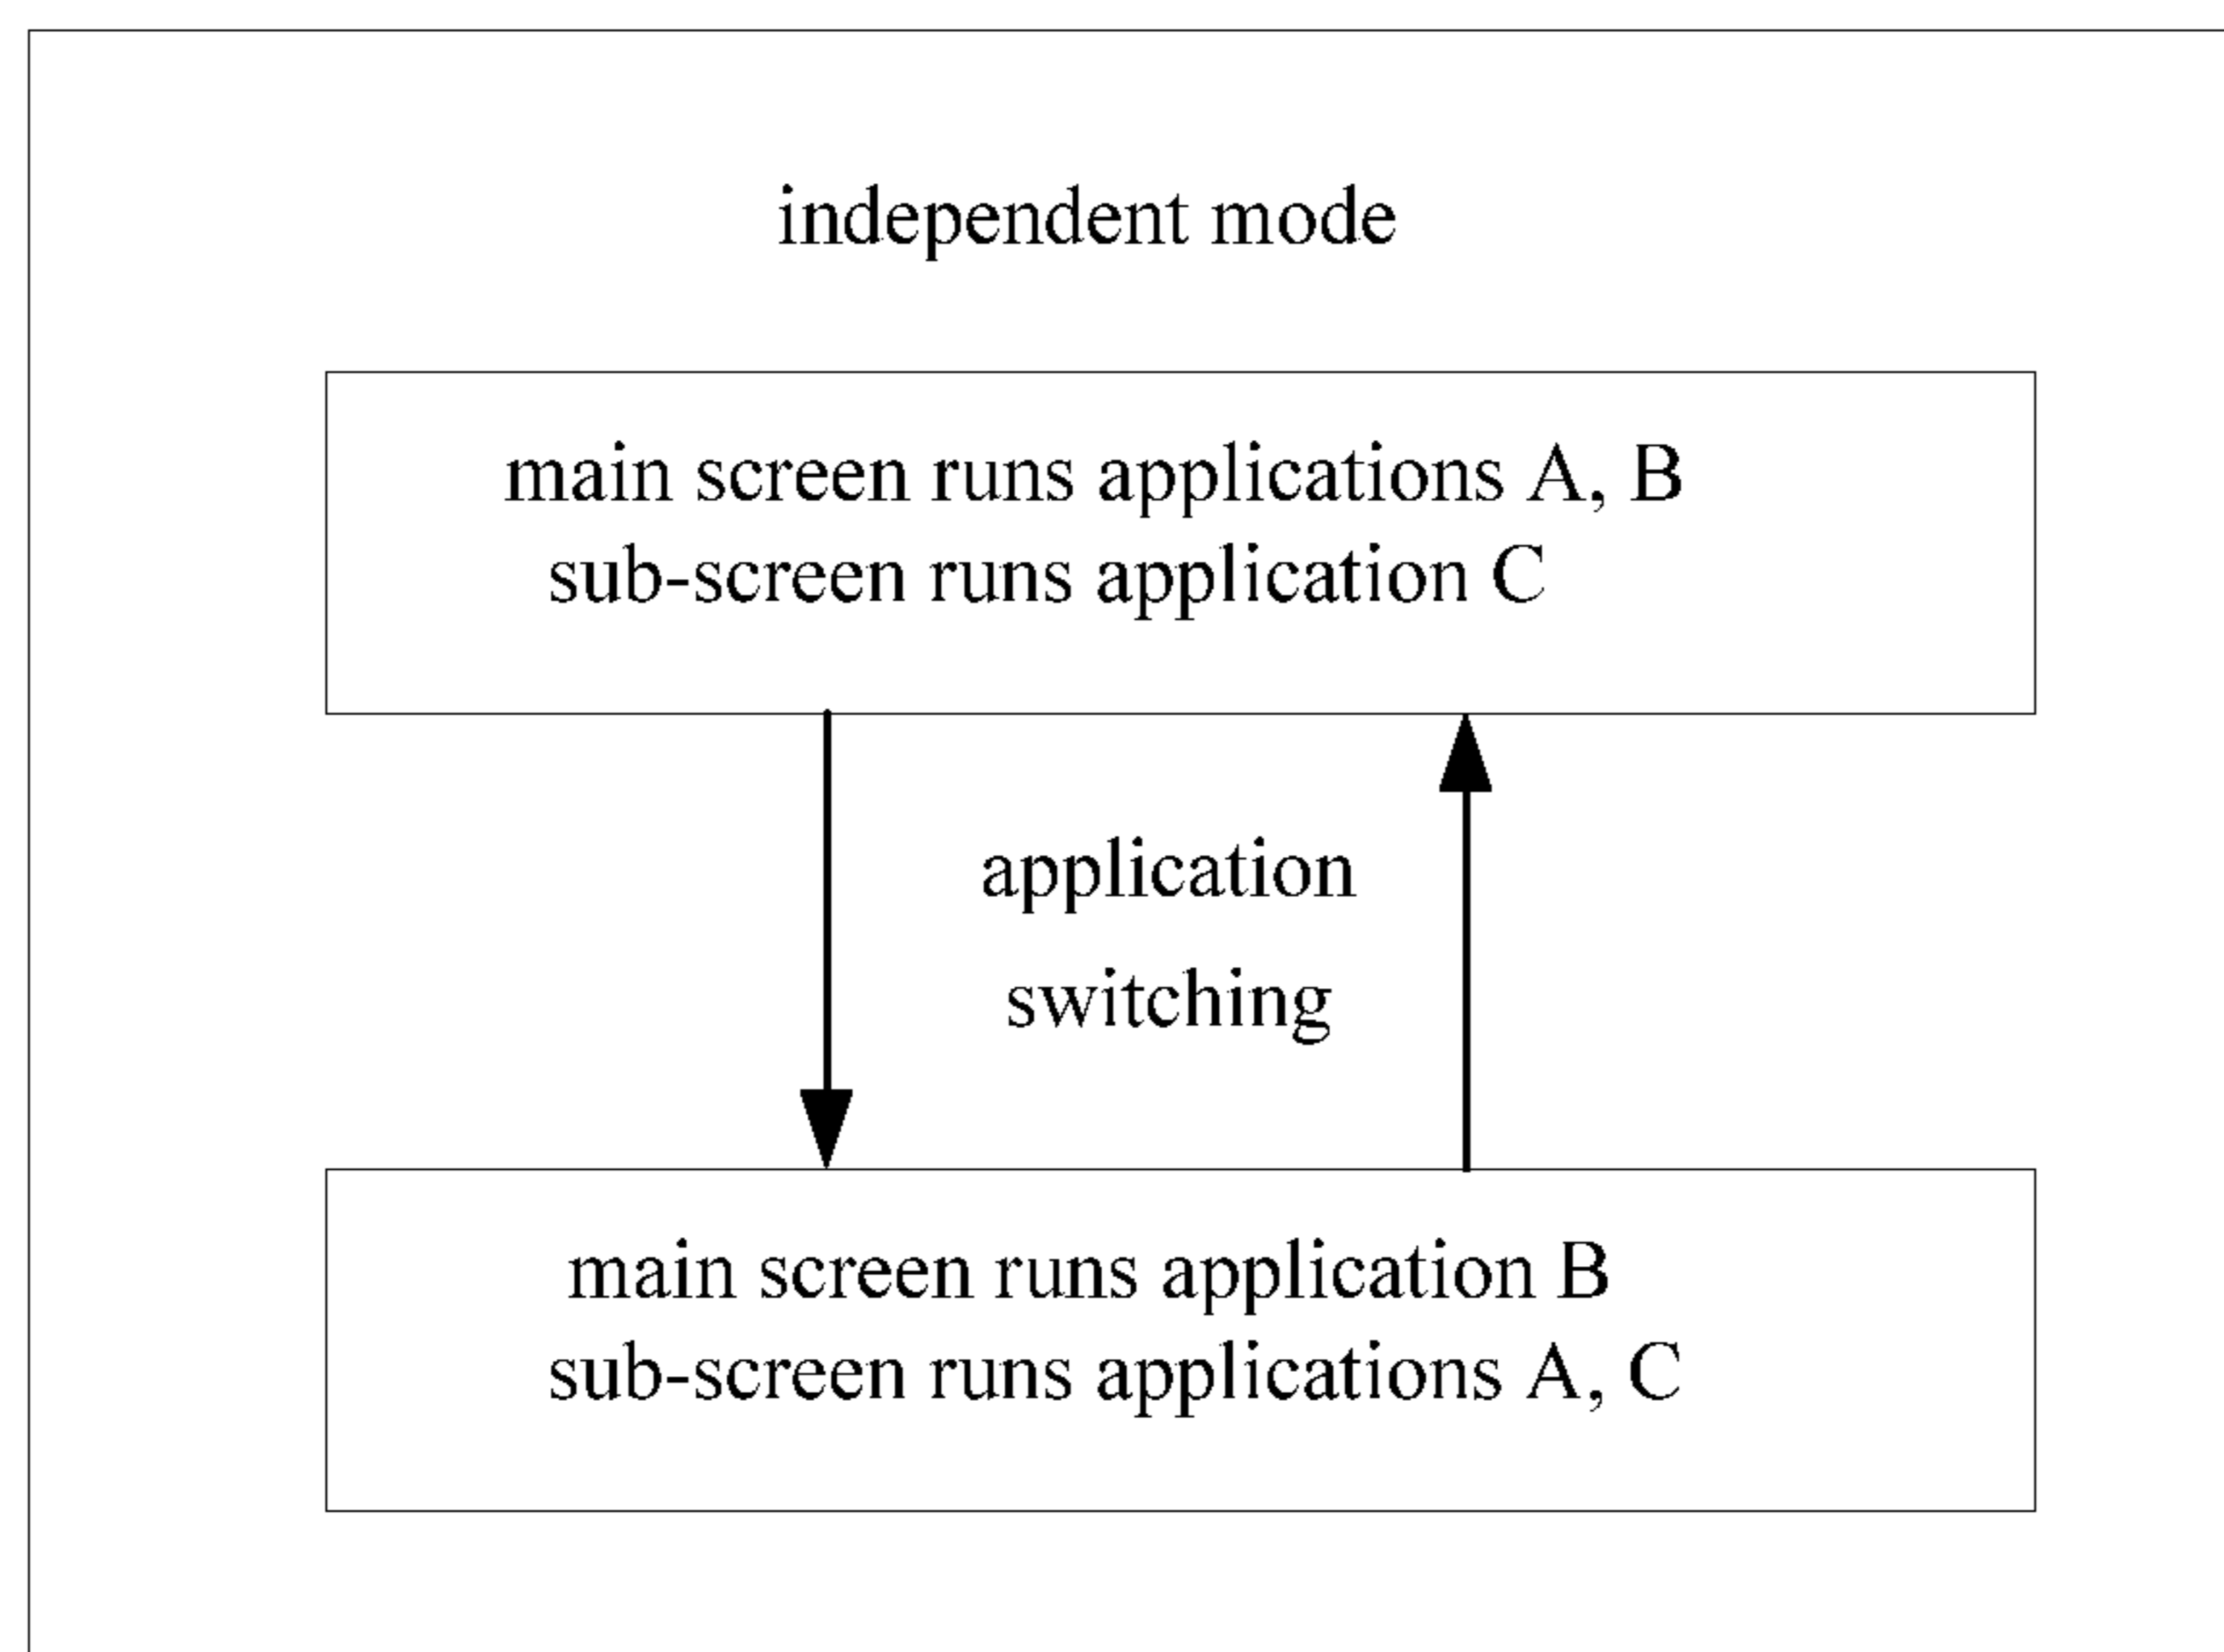 independent mode
main screen runs applications A, B
sub-screen runs application C
application
switching
main screen runs application B
sub-screen runs applications A, C